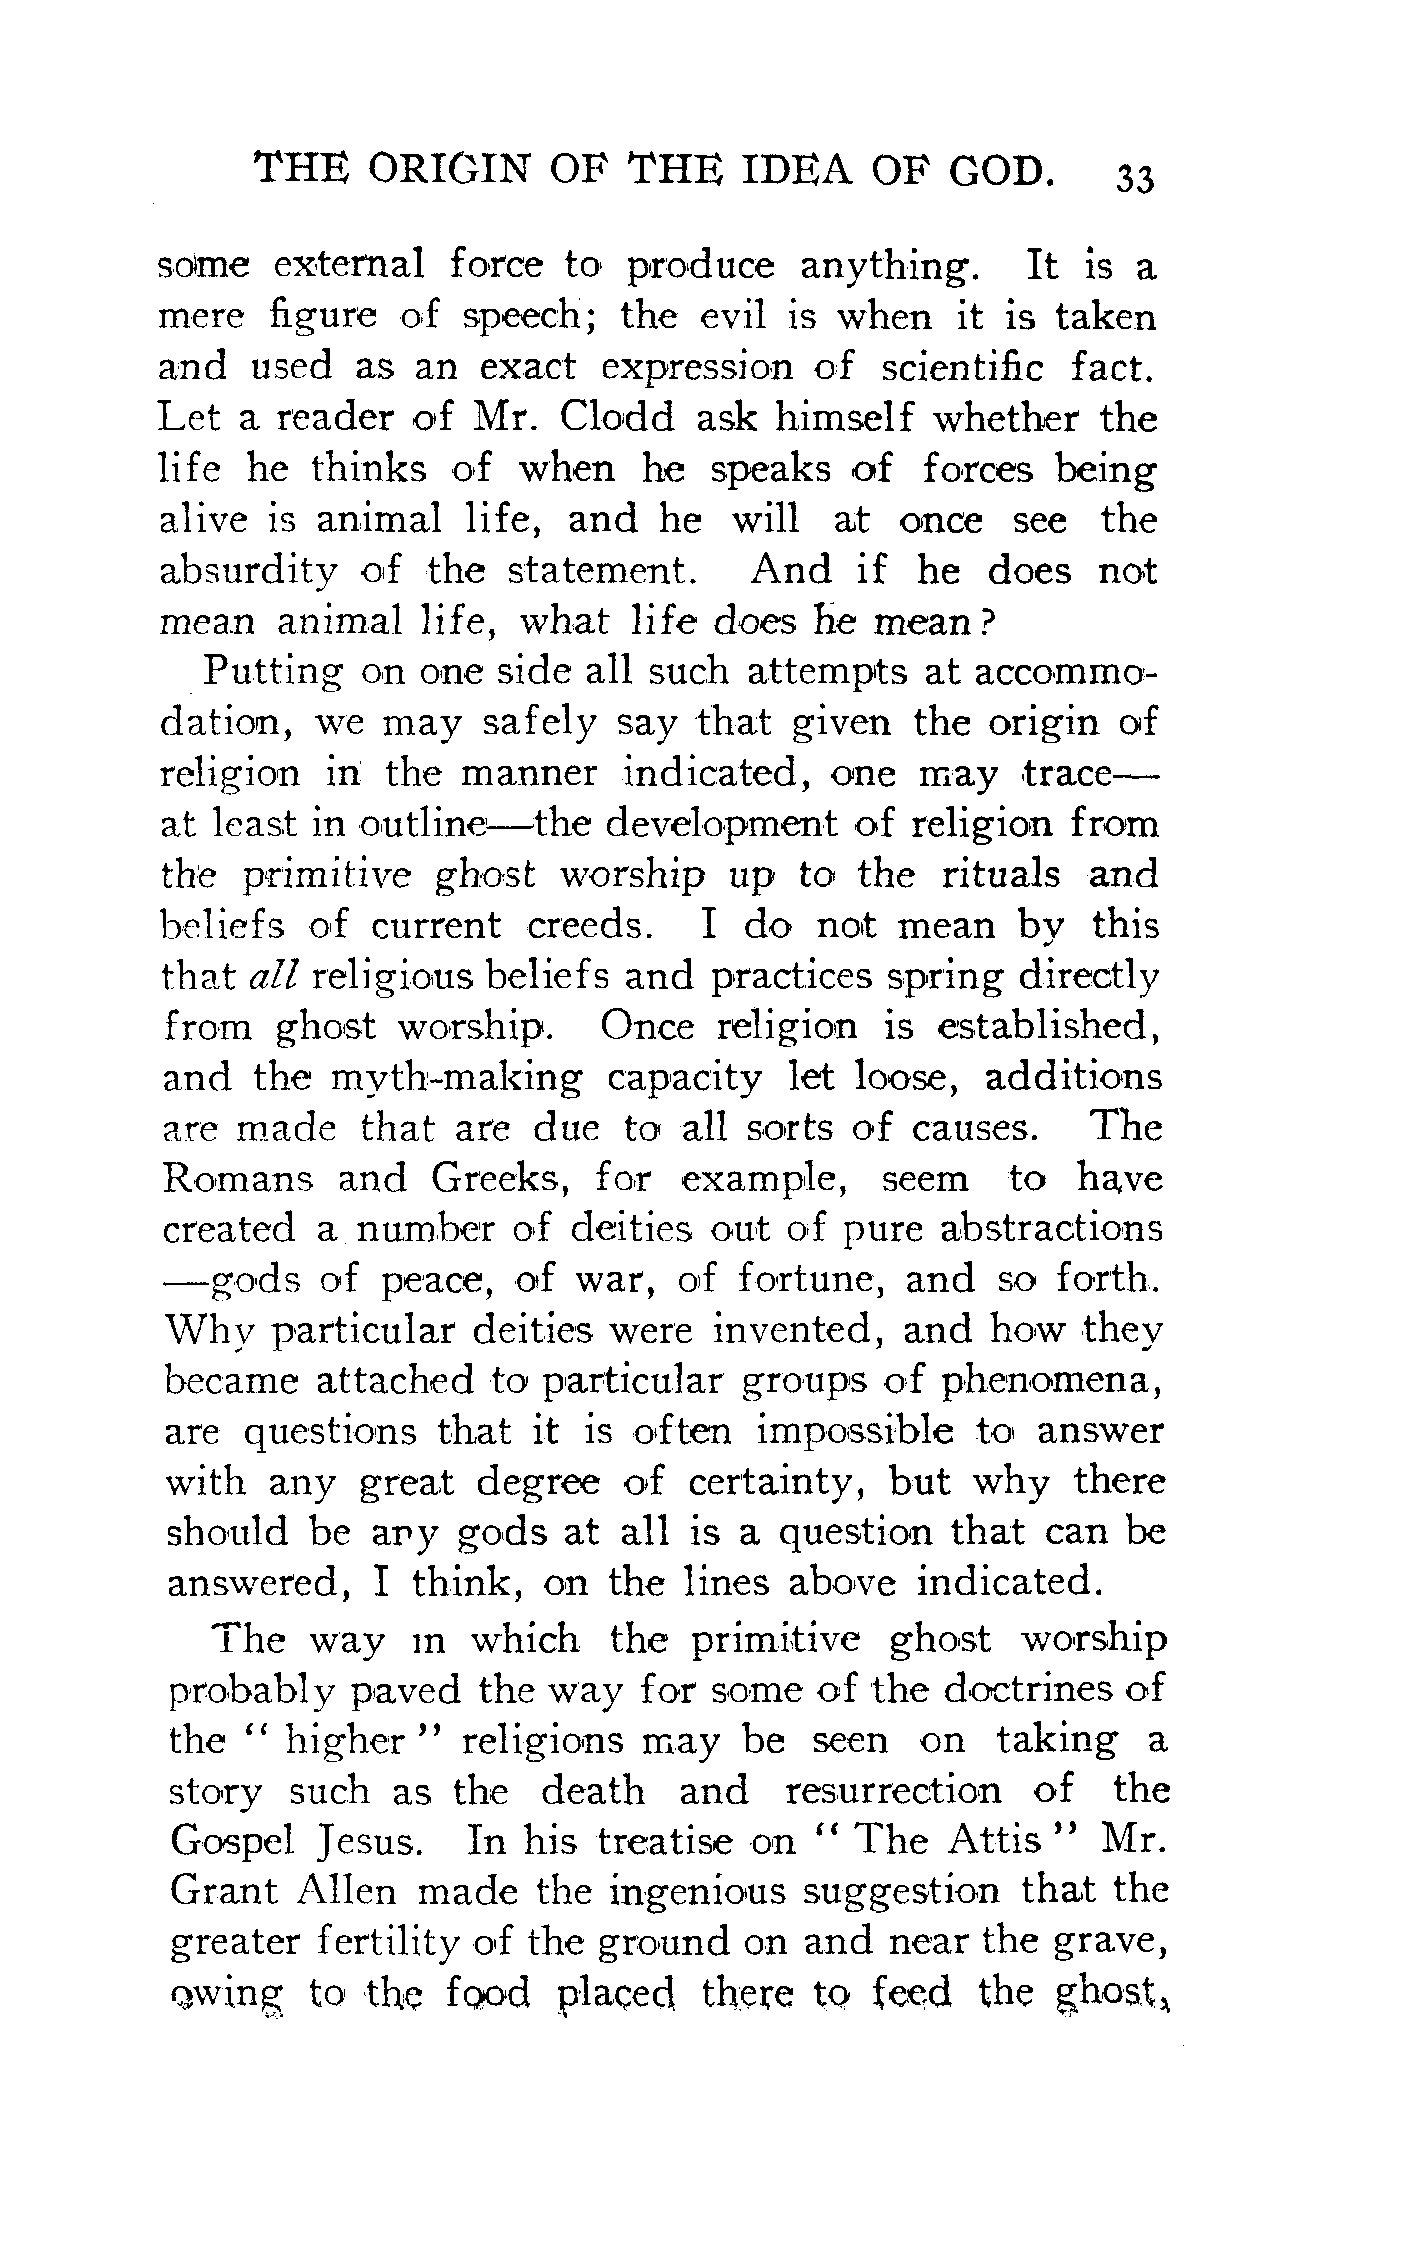 THE ORIGIN OF THE IDEA OF GOD. 33
some external force to produce anything. It is a
mere figure of speech; the evil is when it is taken
and used as an exact expression of scientific fact.
Let a reader of Mr. Clodd ask himself whether the
life he thinks of when he speaks of forces being
alive is animal life, and he will at once see the
absurdity of the statement. And if he does not
mean animal life, what life does he mean?
Putting on one side all such attempts at accommo-
dation, we may safely say that given the origin of
religion in the manner indicated, one may trace—
at least in outline—the development of religion from
the primitive ghost worship up to the rituals and
beliefs of current creeds. I do not mean by this
that all religious beliefs and practices spring directly
from ghost worship. Once religion is established,
and the myth-making capacity let loose, additions
are made that are due to all sorts of causes. The
Romans and Greeks, for example, seem to have
created a number of deities out of pure abstractions
—gods of peace, of war, of fortune, and so forth.
Why particular deities were invented, and how they
became attached to particular groups of phenomena,
are questions that it is often impossible to answer
with any great degree of certainty, but why there
should be any gods at all is a question that can be
answered, I think, on the lines above indicated.
The way in which the primitive ghost worship
probably paved the way for some of the doctrines of
the " higher " religions may be seen on taking a
story such as the death and resurrection of the
Gospel Jesus. In his treatise on " The Attis " Mr.
Grant Allen made the ingenious suggestion that the
greater fertility of the ground on and near the grave,
owing to the food placed there to feed the ghost,